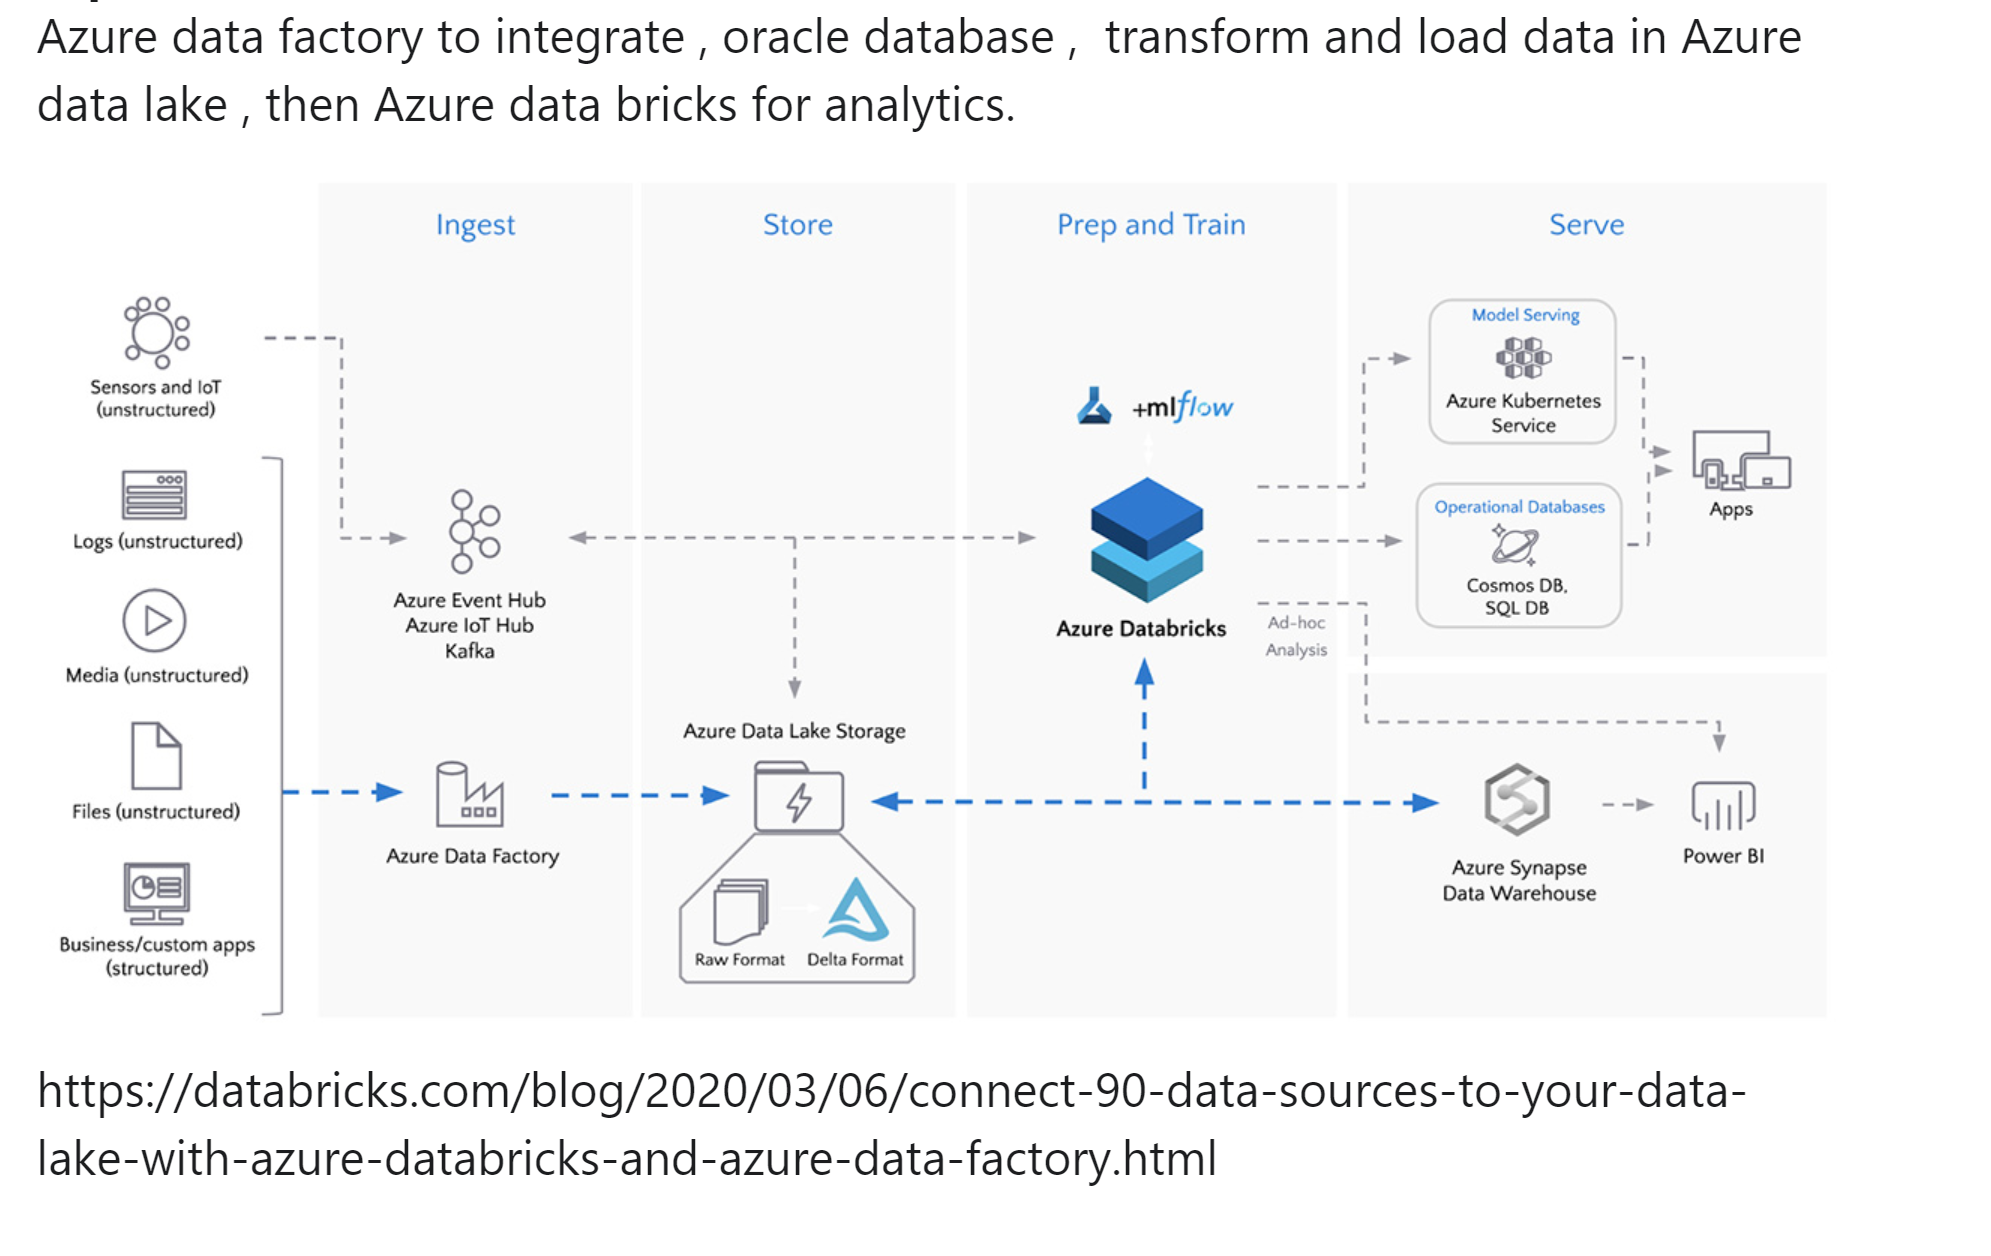 Azure data factory to integrate , oracle database ,  transform and load data in Azure
data lake , then Azure data bricks for analytics.
Ingest
Store
Prep and Train
Serve
Sensors and IoT
(unstructured)
Logs (unstructured)
Media (unstructured)
Files (unstructured)
Business/custom apps
(structured)
Azure Event Hub
Azure IoT Hub
Kafka
Azure Data Factory
Azure Data Lake Storage
Raw Format
Delta Format
+mlflow
Azure Databricks
Ad-hoc
Analysis
Model Serving
Azure Kubernetes
Service
Operational Databases
Cosmos DB,
SQL DB
Apps
Azure Synapse
Data Warehouse
Power BI
https://databricks.com/blog/2020/03/06/connect-90-data-sources-to-your-data-
lake-with-azure-databricks-and-azure-data-factory.html